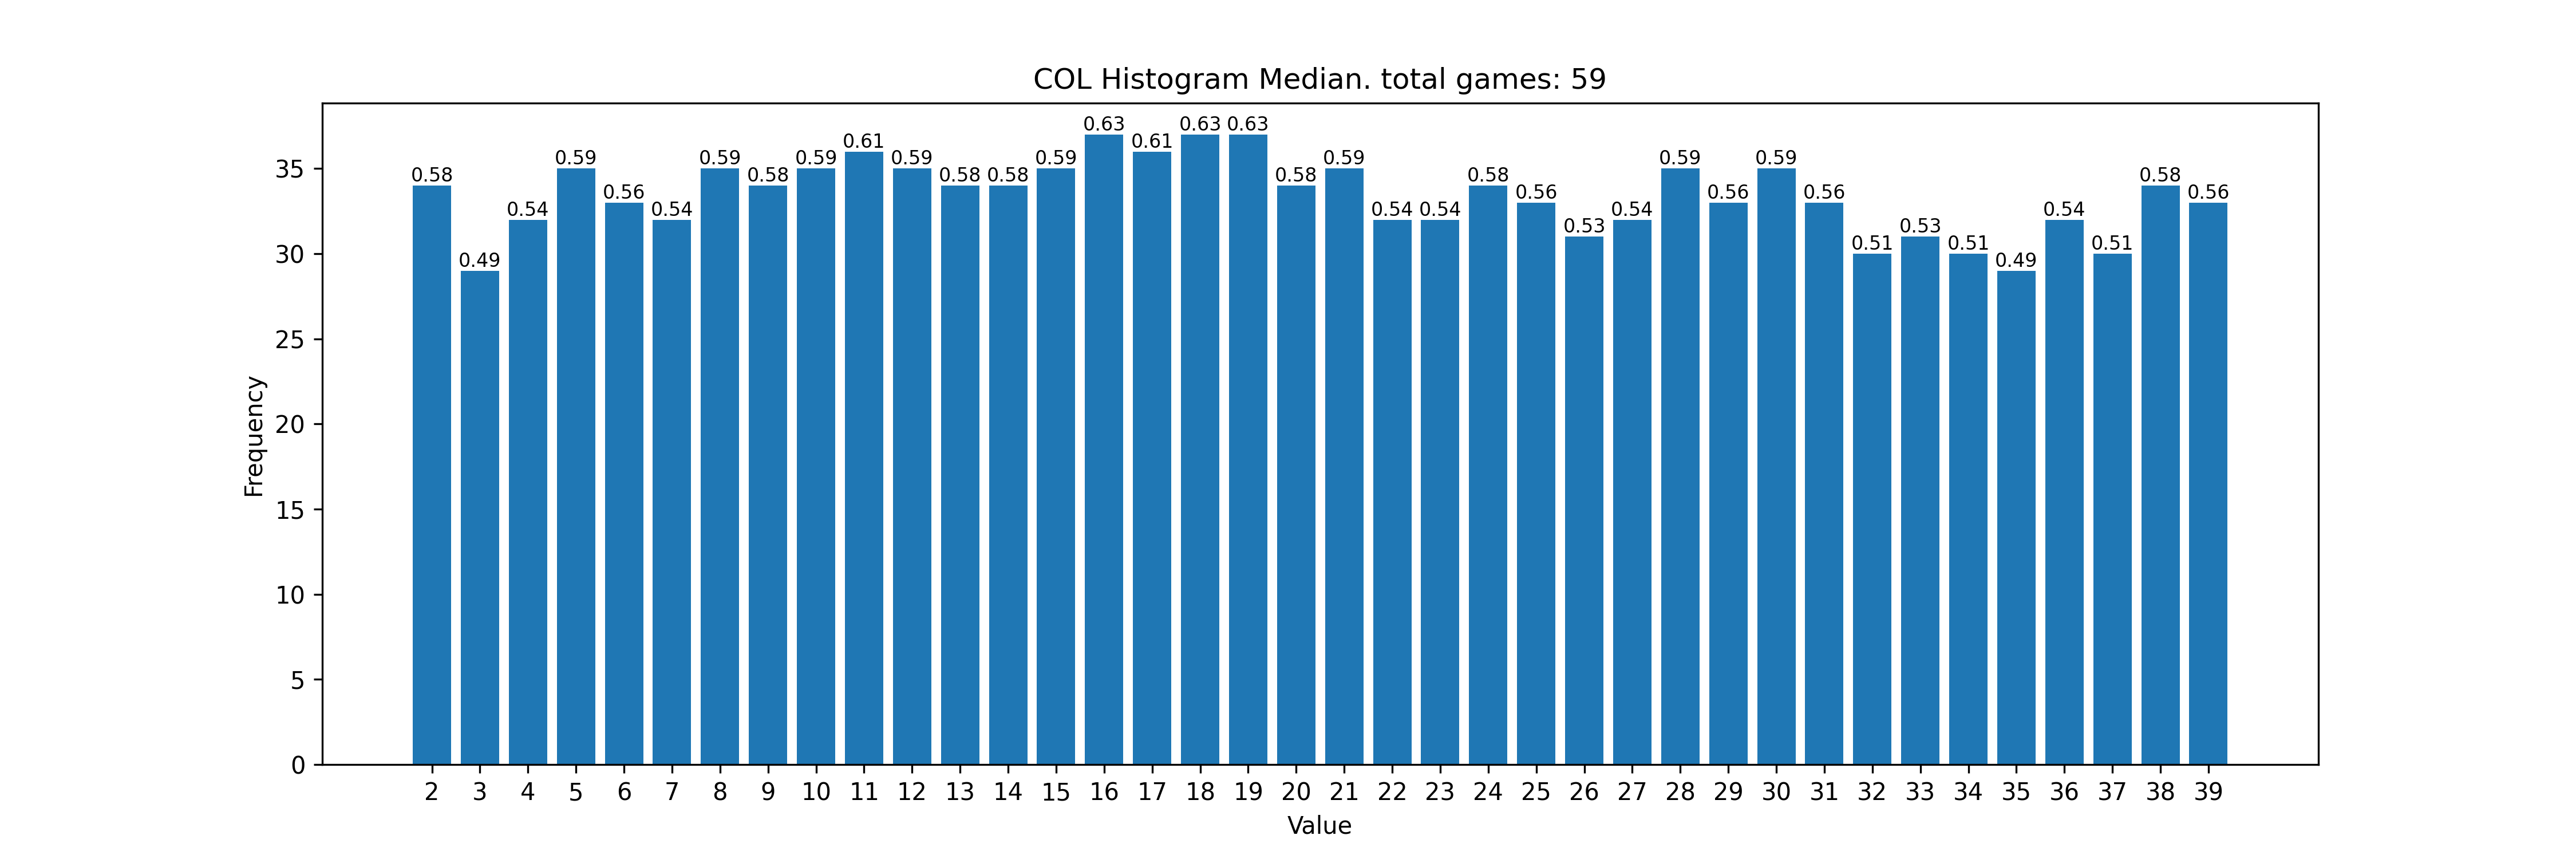 COL Histogram Median. total games: 59
0.58 0.49 0.54 0.59 0.56 0.54 0.59 0.58 0.59 0.61 0.59 0.58 0.58 0.59 0.63 0.61 0.63 0.63 0.58 0.59 0.54 0.54 0.58 0.56 0.53 0.54 0.59 0.56 0.59 0.56 0.51 0.53 0.51 0.49 0.54 0.51 0.58 0.56
35
30
25
20
15
10
5
0
Frequency
2 3 4 5 6 7 8 9 10 11 12 13 14 15 16 17 18 19 20 21 22 23 24 25 26 27 28 29 30 31 32 33 34 35 36 37 38 39
Value